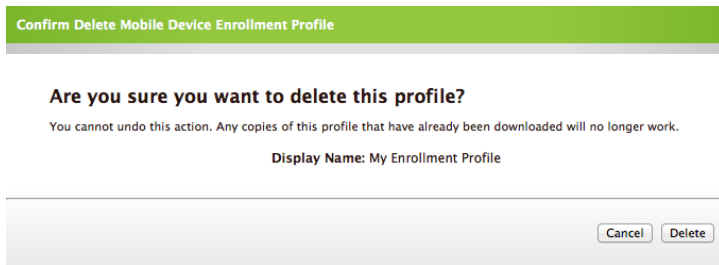 Confirm Delete Mobile Device Enrollment Profile
Are you sure you want to delete this profile?
You cannot undo this action. Any copies of this profile that have already been downloaded will no longer work.
Display Name: My Enrollment Profile
Cancel Delete